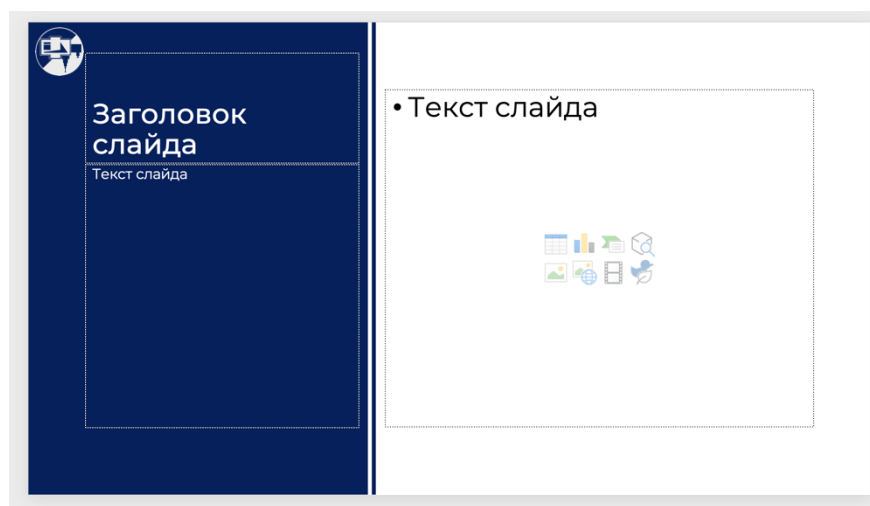 Заголовок
слайда
Текст слайда
• Текст слайда